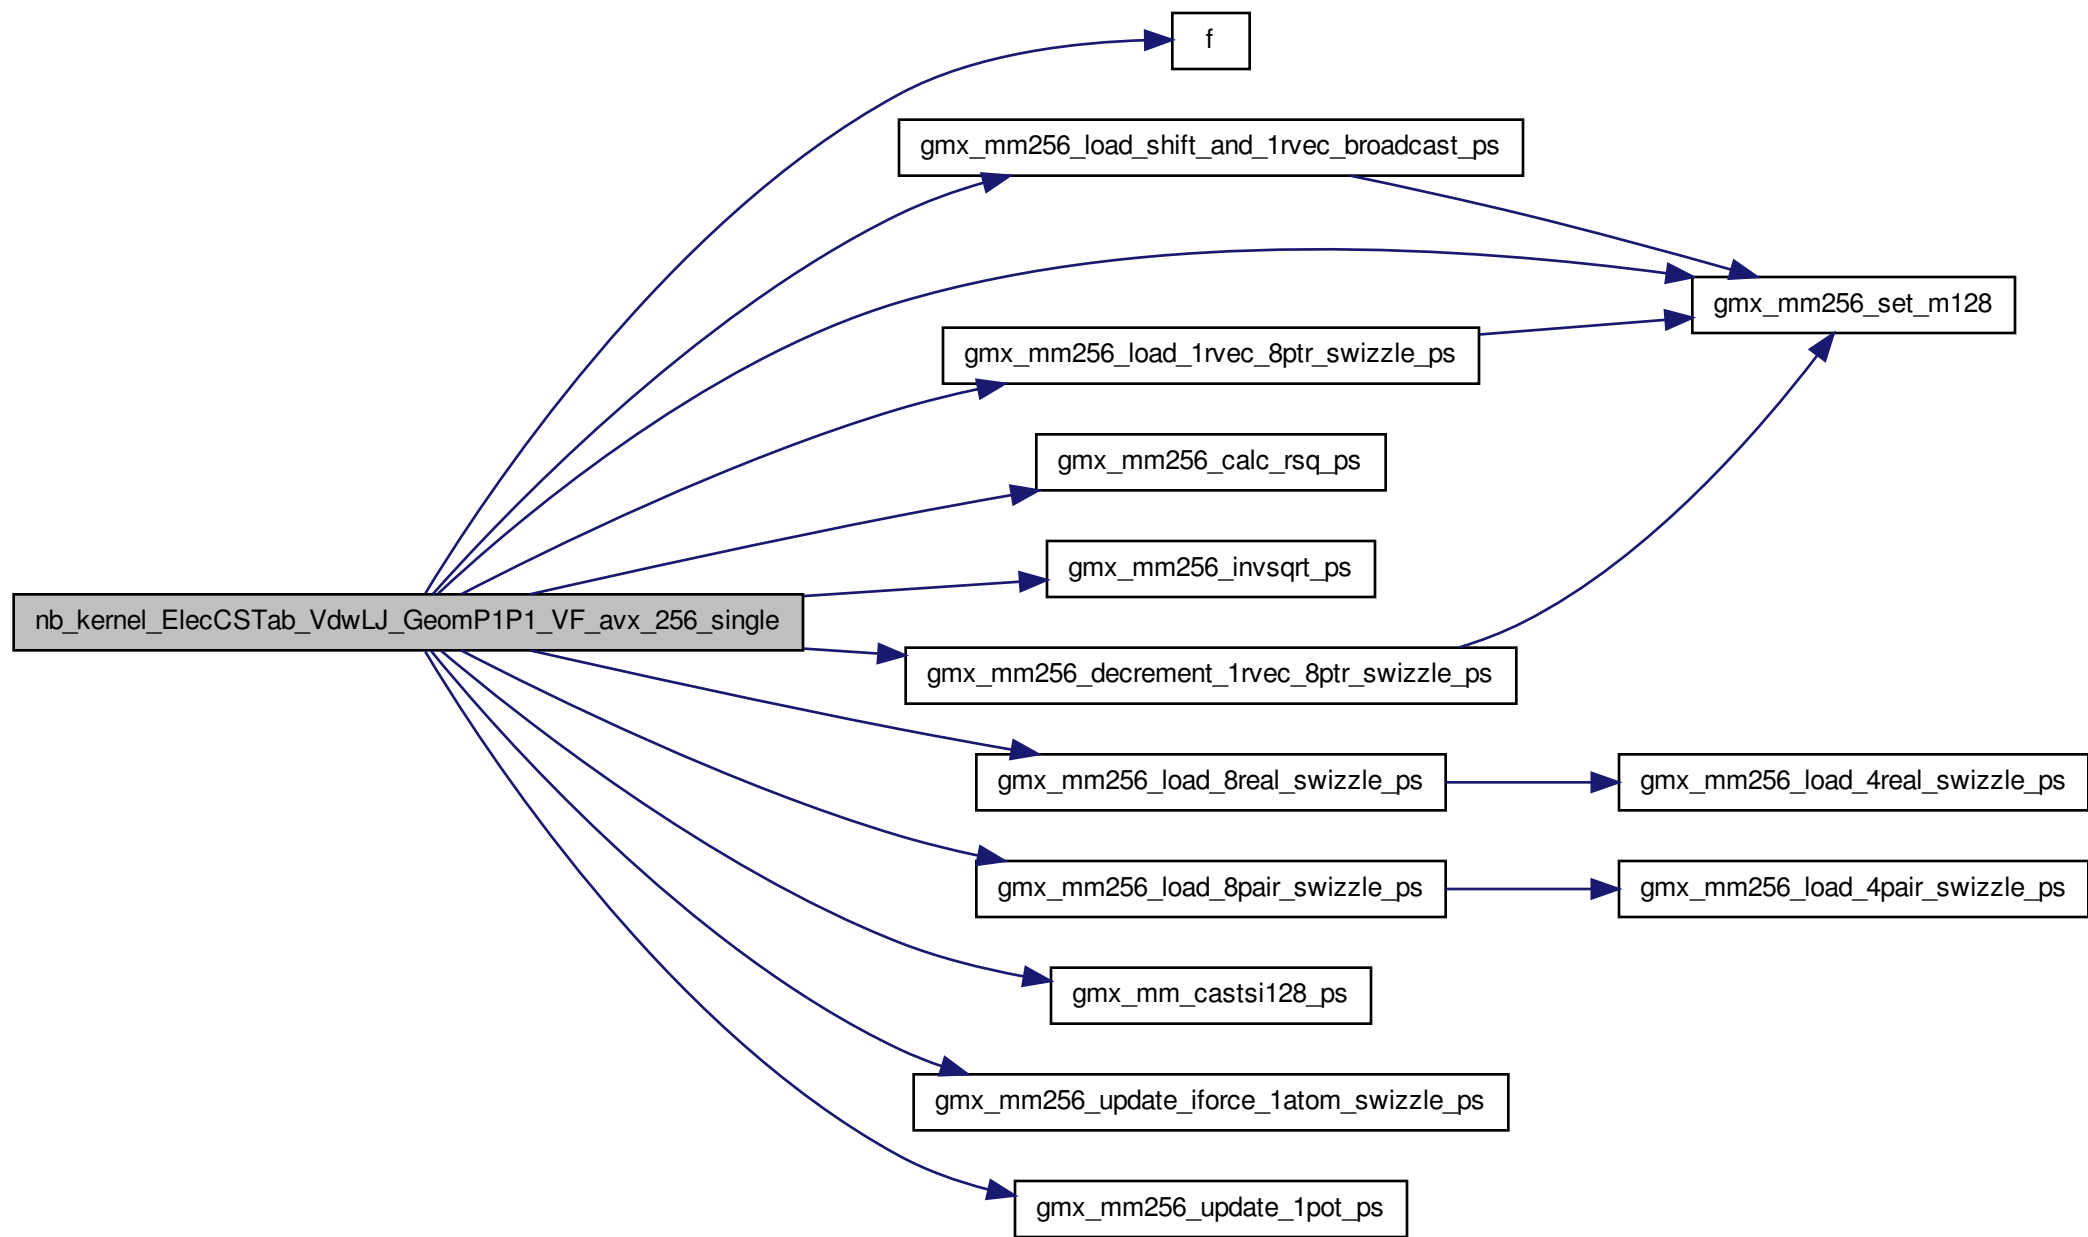 f
gmx_mm256_load_shift_and_1rvec_broadcast_ps
gmx_mm256_set_m128
gmx_mm256_load_1rvec_8ptr_swizzle_ps
gmx_mm256_calc_rsq_ps
gmx_mm256_invsqrt_ps
nb_kernel_ElecCSTab_VdwLJ_GeomP1P1_VF_avx_256_single
gmx_mm256_decrement_1rvec_8ptr_swizzle_ps
gmx_mm256_load_8real_swizzle_ps
gmx_mm256_load_4real_swizzle_ps
gmx_mm256_load_8pair_swizzle_ps
gmx_mm256_load_4pair_swizzle_ps
gmx_mm_castsi128_ps
gmx_mm256_update_iforce_1atom_swizzle_ps
gmx_mm256_update_1pot_ps